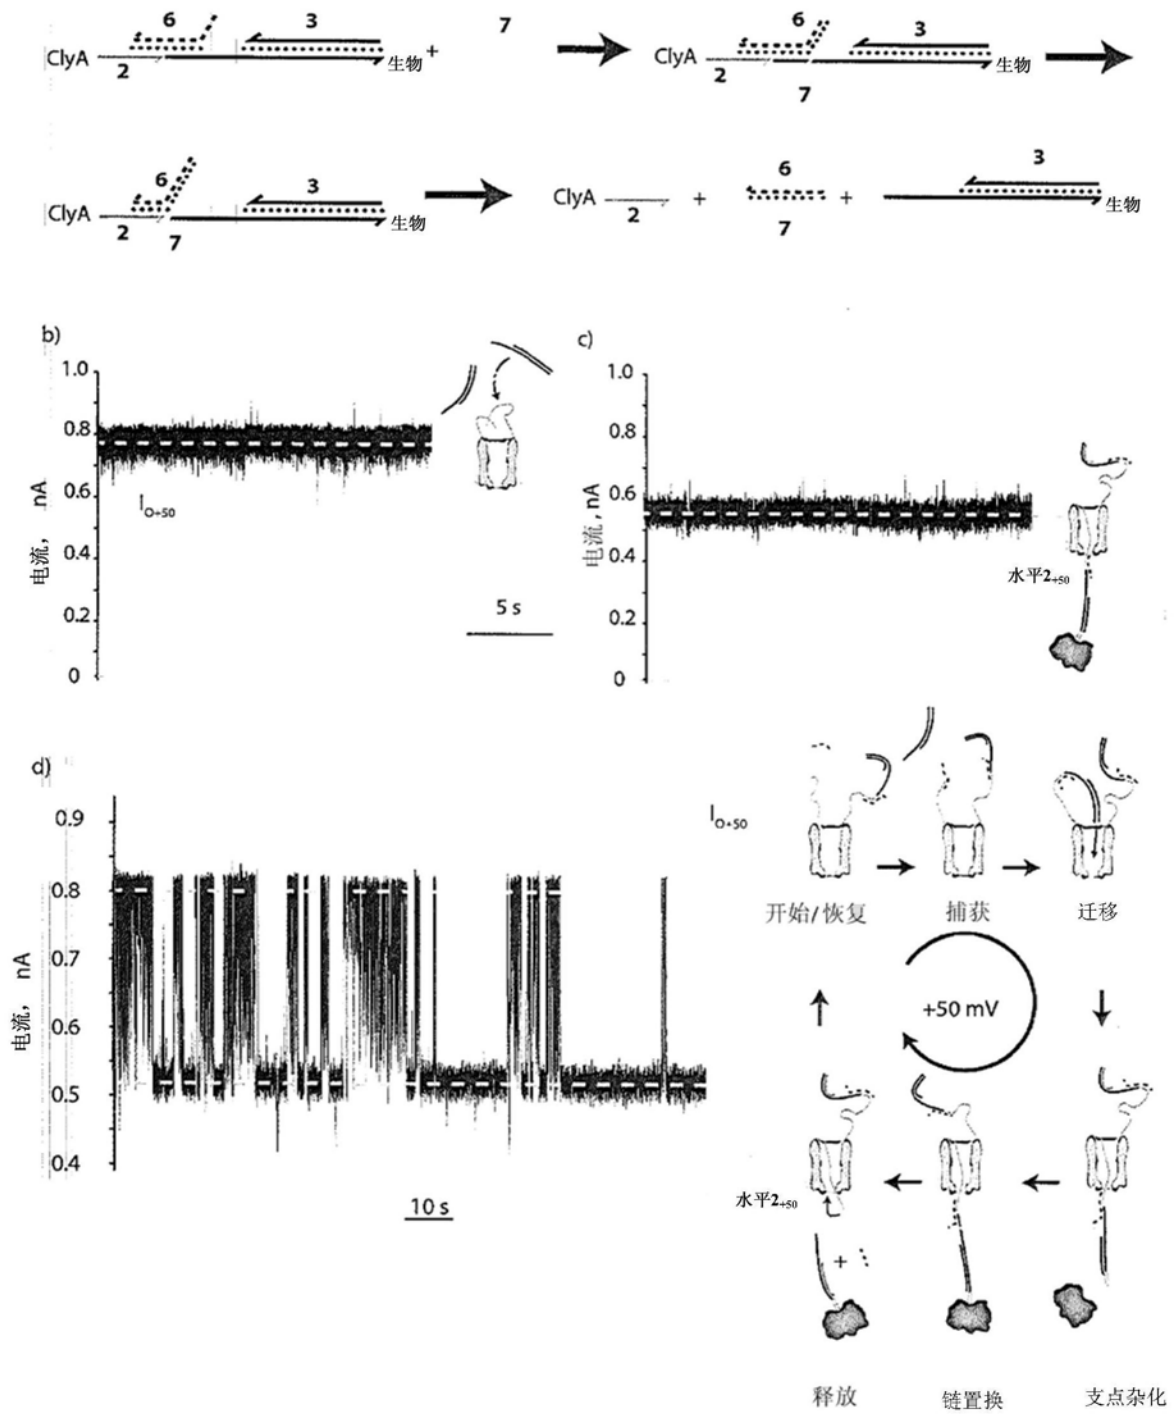 6 3 7 6 3
ClyA 2 + 生物 ClyA 2 7 生物
6 3 6 3
ClyA 2 7 生物 ClyA 2 + 7 + 生物
b)
1.0
0.8
0.6
0.4
0.2
0
电流, nA
I0+50
5 s
c)
1.0
0.8
0.6
0.4
0.2
0
电流,nA
水平2+50
d)
0.9
0.8
0.7
0.6
0.5
0.4
电流, nA
10 s
I0+50
开始/恢复 捕获 迁移
+50 mV
水平2+50
+
释放 链置换 支点杂化